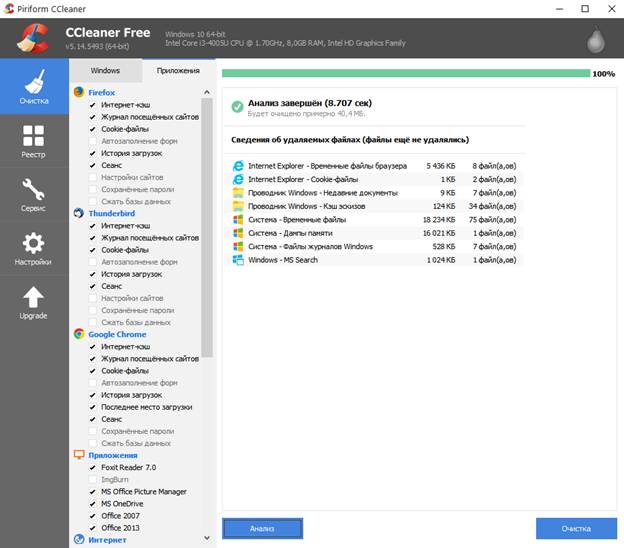 Piriform CCleaner
CCleaner Free
v5.14.5493 (64-bit)
Windows 10 64-bit
Intel Core i3-4005U CPU @ 1.70GHz, 8,0GB RAM, Intel HD Graphics Family
Очистка
Реестр
Сервис
Настройки
Upgrade
Windows
Приложения
Firefox
Интернет-кэш
Журнал посещённых сайтов
Cookie-файлы
Автозаполнение форм
История загрузок
Сеанс
Настройки сайтов
Сохранённые пароли
Сжать базы данных
Thunderbird
Интернет-кэш
Журнал посещённых сайтов
Cookie-файлы
Автозаполнение форм
История загрузок
Сеанс
Настройки сайтов
Сохранённые пароли
Сжать базы данных
Google Chrome
Интернет-кэш
Журнал посещённых сайтов
Cookie-файлы
Автозаполнение форм
История загрузок
Последнее место загрузки
Сеанс
Сохранённые пароли
Сжать базы данных
Приложения
Foxit Reader 7.0
ImgBurn
MS Office Picture Manager
MS OneDrive
Office 2007
Office 2013
Интернет
100%
Анализ завершён (8.707 сек)
Будет очищено примерно 40,4 МБ.
Сведения об удаляемых файлах (файлы ещё не удалялись)
Internet Explorer - Временные файлы браузера 5 436 КБ 8 файл(а,ов)
Internet Explorer - Cookie-файлы 1 КБ 2 файл(а,ов)
Проводник Windows - Недавние документы 9 КБ 7 файл(а,ов)
Проводник Windows - Кэш эскизов 124 КБ 34 файл(а,ов)
Система - Временные файлы 18 234 КБ 75 файл(а,ов)
Система - Дампы памяти 16 021 КБ 1 файл(а,ов)
Система - Файлы журналов Windows 528 КБ 7 файл(а,ов)
Windows - MS Search 1 024 КБ 1 файл(а,ов)
Анализ
Очистка